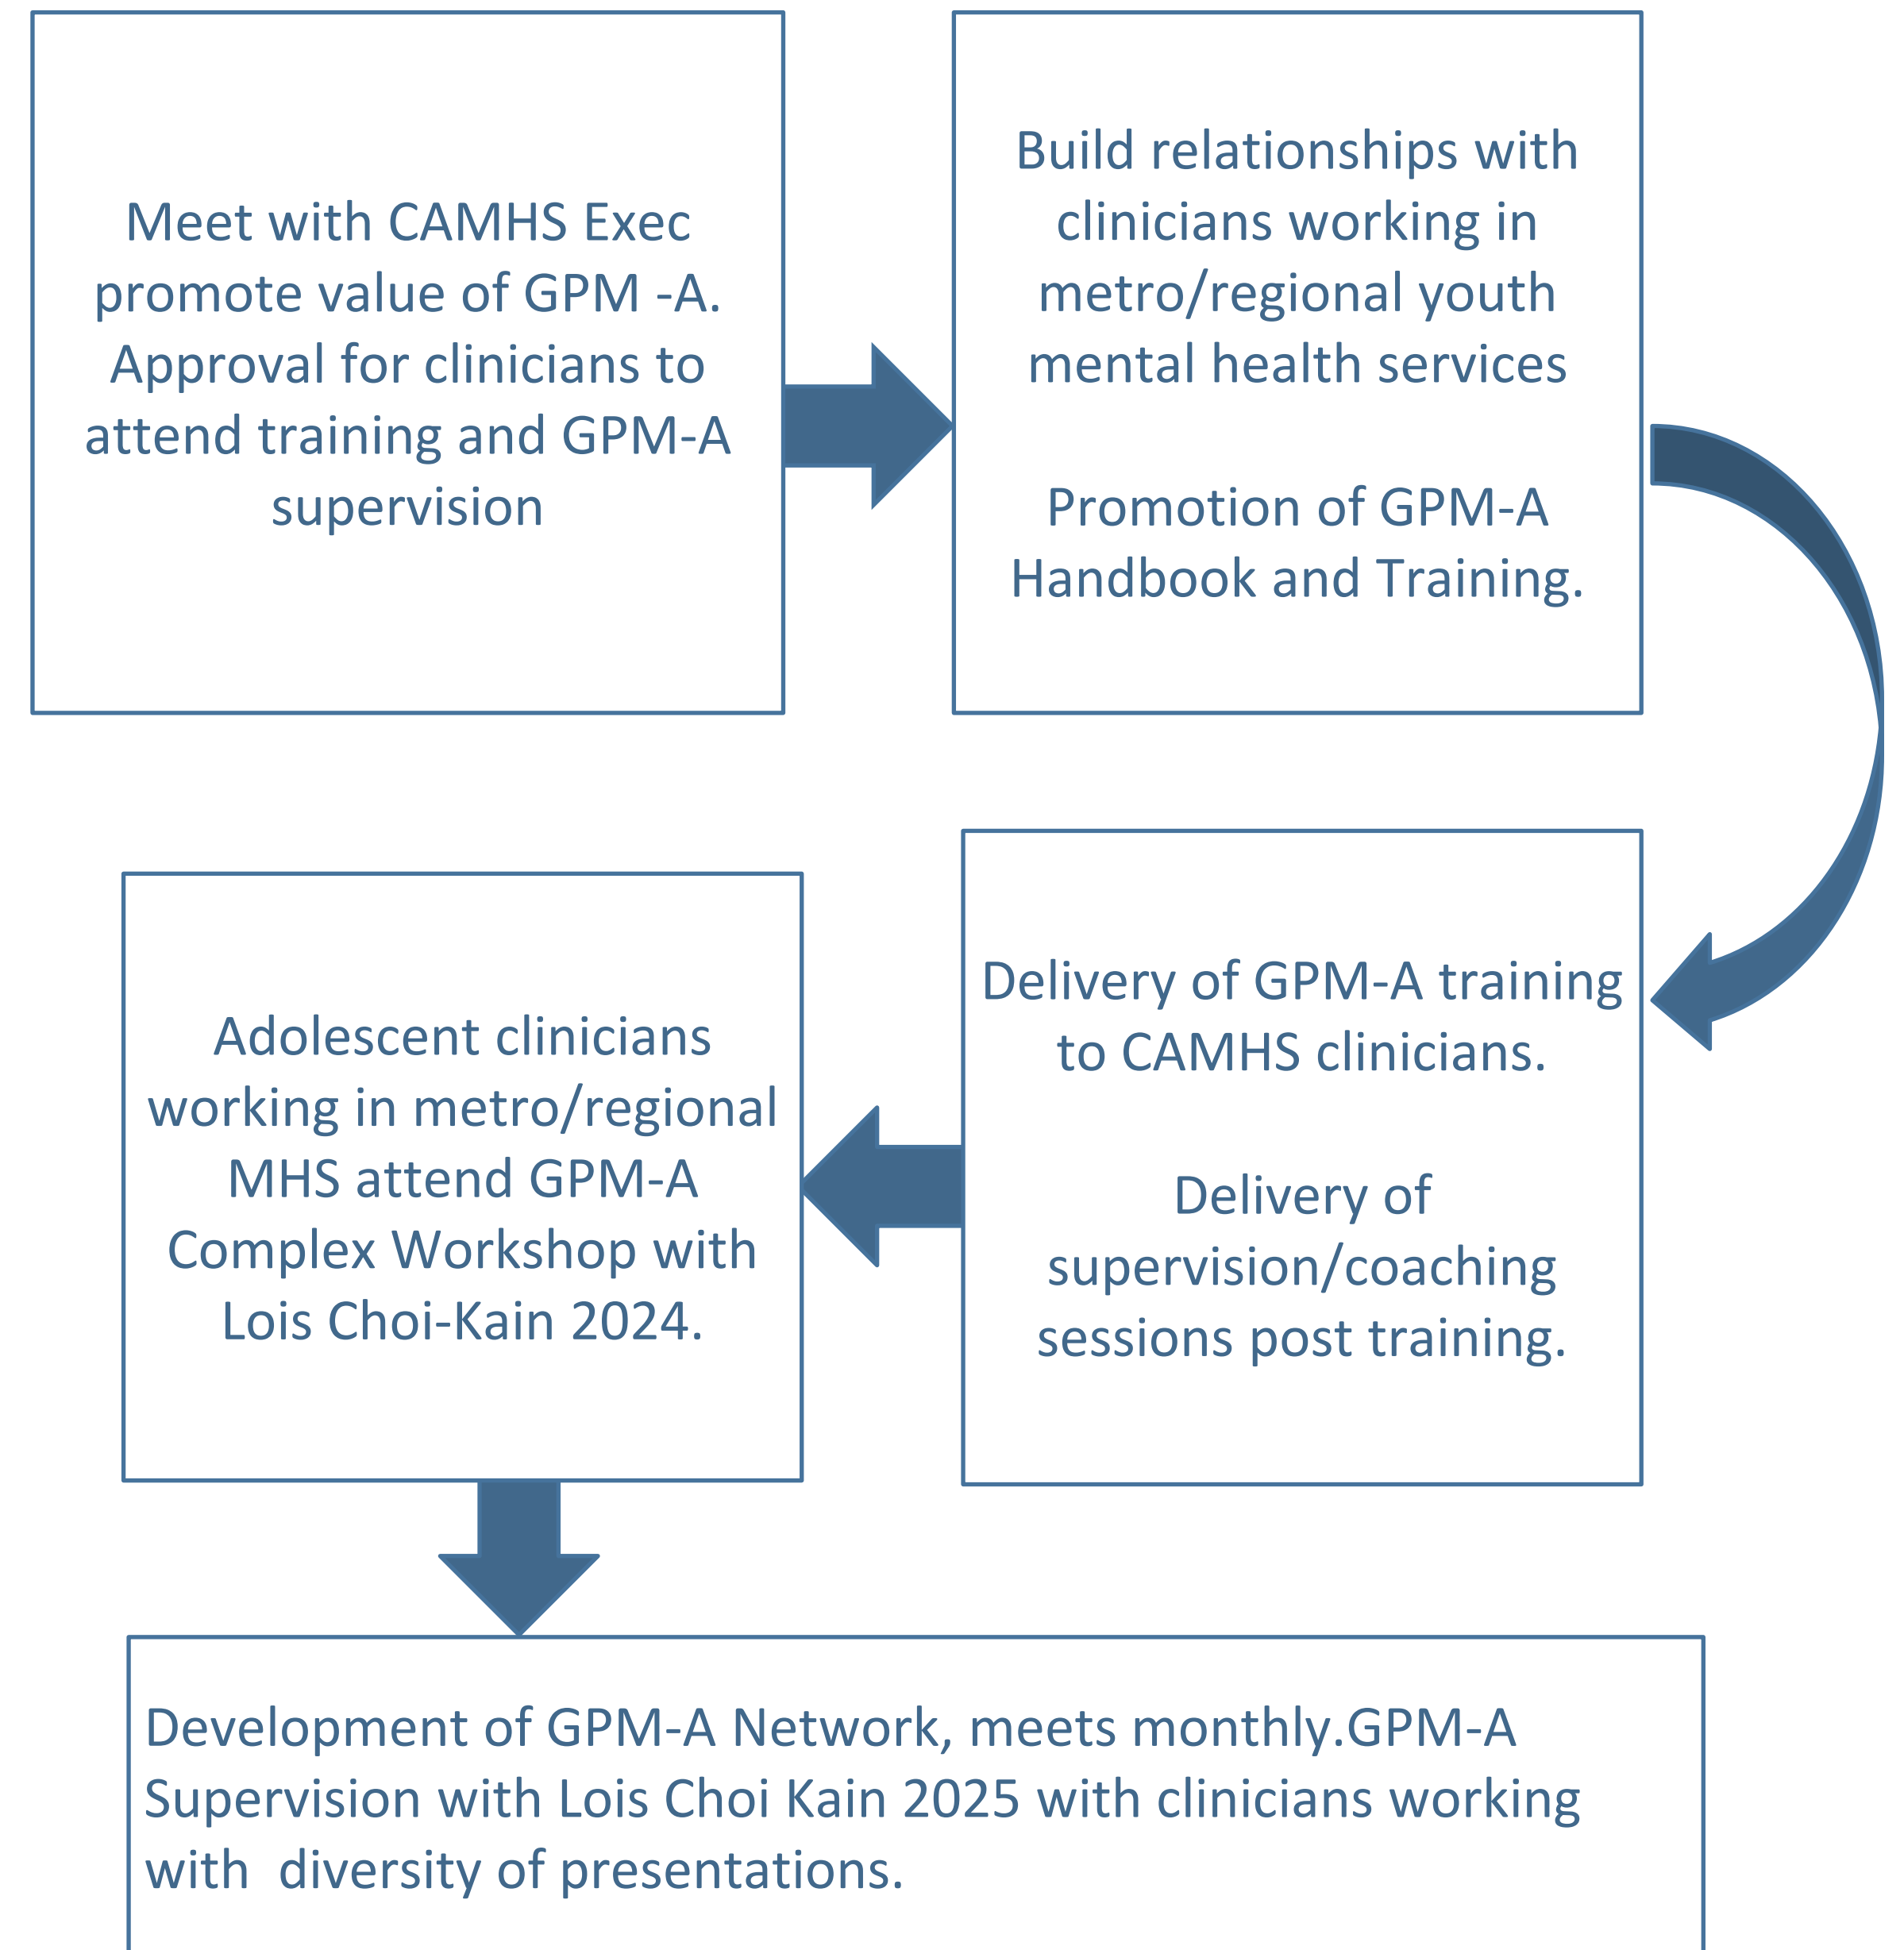 Meet with CAMHS Exec
promote value of GPM -A.
Approval for clinicians to
attend training and GPM-A
supervision
Build relationships with
clinicians working in
metro/regional youth
mental health services
Promotion of GPM-A
Handbook and Training.
Delivery of GPM-A training
to CAMHS clinicians.
Delivery of
supervision/coaching
sessions post training.
Adolescent clinicians
working in metro/regional
MHS attend GPM-A
Complex Workshop with
Lois Choi-Kain 2024.
Development of GPM-A Network, meets monthly.GPM-A
Supervision with Lois Choi Kain 2025 with clinicians working
with  diversity of presentations.